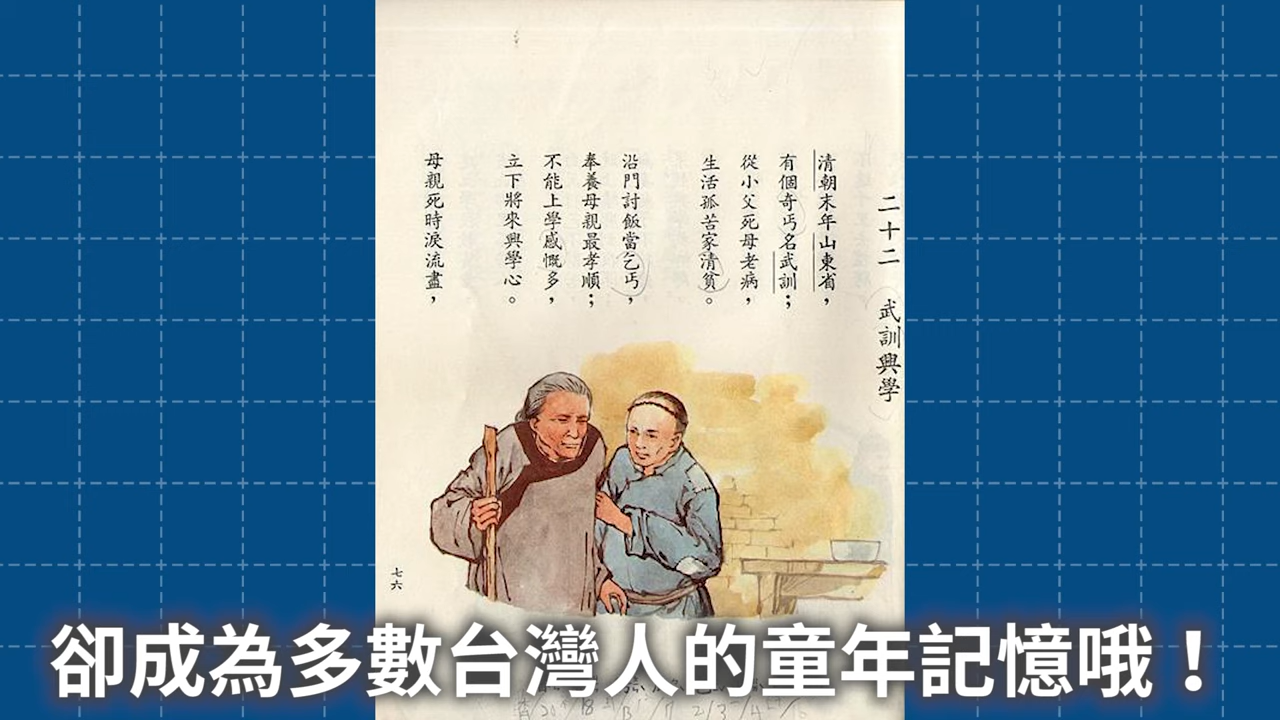 二十二 武訓興學
清朝末年山東省，
有個奇丐名武訓；
從小父死母老病，
生活孤苦家清貧。
沿門討飯當乞丐，
奉養母親最孝順；
不能上學感慨多，
立下將來興學心。
母親死時淚流盡，
七六
卻成為多數台灣人的童年記憶哦！